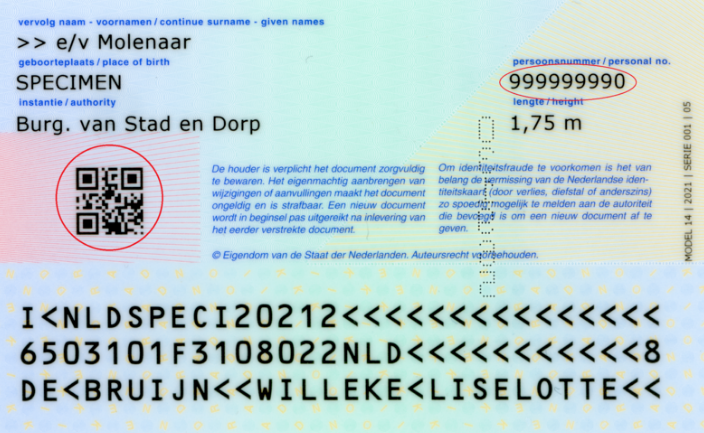 vervolg naam - voornamen / continue surname - given names
>> e/v Molenaar
geboorteplaats / place of birth
SPECIMEN
persoonsnummer / personal no.
999999990
instantie / authority
Burg. van Stad en Dorp
lengte / height
1,75 m
De houder is verplicht het document zorgvuldig
te bewaren. Het eigenmachtig aanbrengen van
wijzigingen of aanvullingen maakt het document
ongeldig en is strafbaar. Een nieuw document
wordt in beginsel pas uitgereikt na inlevering van
het eerder verstrekte document.
Om identiteitsfraude te voorkomen is het van
belang de vermissing van de Nederlandse iden-
titeitskaart (door verlies, diefstal of anderszins)
zo spoedig mogelijk te melden aan de autoriteit
die bevoegd is om een nieuw document af te
geven.
© Eigendom van de Staat der Nederlanden. Auteursrecht voorbehouden.
MODEL 14 | 2021 | SERIE 001 | 05
I<NLDSPECI20212<<<<<<<<<<<<<<<
6503101F3108022NLD<<<<<<<<<<<8
DE<BRUIJN<<WILLEKE<LISELOTTE<<